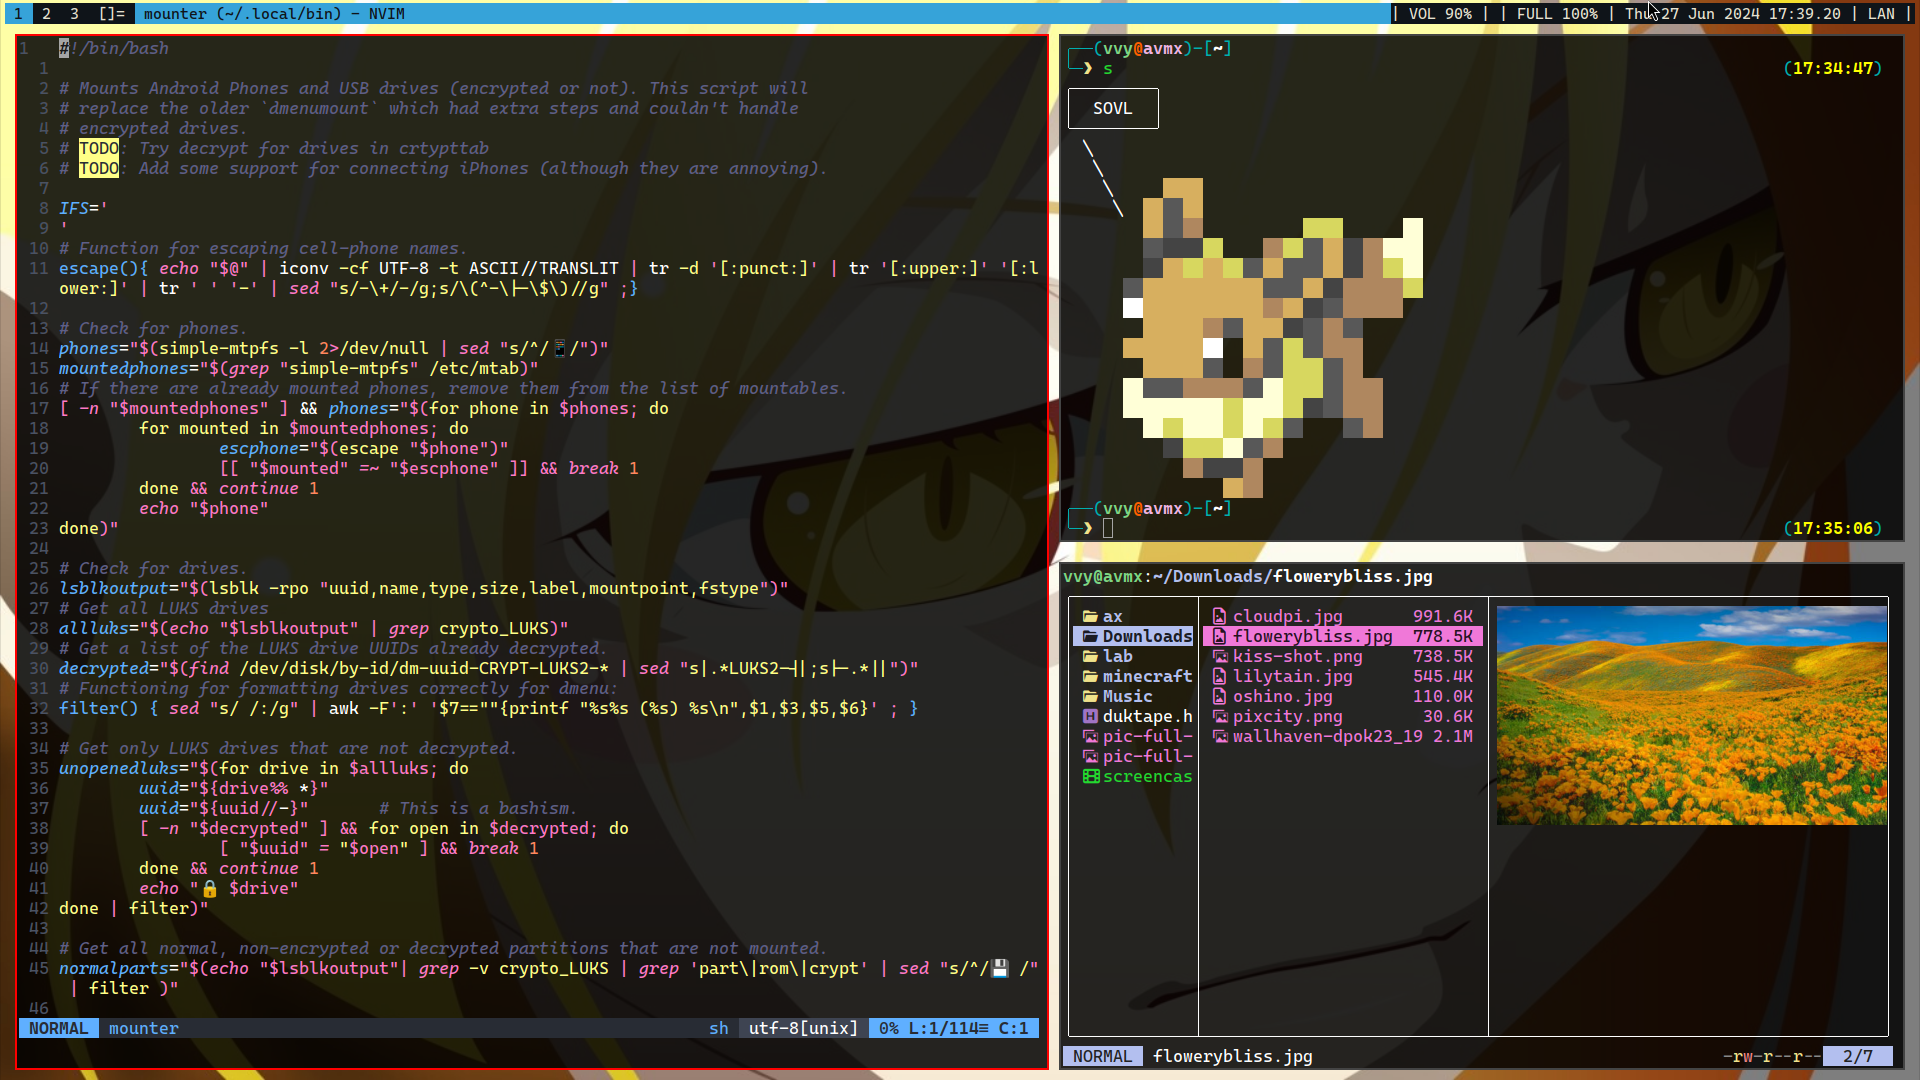 1 2 3 []= mounter (~/.local/bin) - NVIM | VOL 90% | | FULL 100% | Thu 27 Jun 2024 17:39.20 | LAN |
1 #!/bin/bash
1
2 # Mounts Android Phones and USB drives (encrypted or not). This script will
3 # replace the older `dmenumount` which had extra steps and couldn't handle
4 # encrypted drives.
5 # TODO: Try decrypt for drives in crtypttab
6 # TODO: Add some support for connecting iPhones (although they are annoying).
7
8 IFS='
9 '
10 # Function for escaping cell-phone names.
11 escape(){ echo "$@" | iconv -cf UTF-8 -t ASCII//TRANSLIT | tr -d '[:punct:]' | tr '[:upper:]' '[:l
ower:]' | tr ' ' '-' | sed "s/-\+/-/g;s/\(^-\|-\$\)//g" ;}
12
13 # Check for phones.
14 phones="$(simple-mtpfs -l 2>/dev/null | sed "s/^/📱/")"
15 mountedphones="$(grep "simple-mtpfs" /etc/mtab)"
16 # If there are already mounted phones, remove them from the list of mountables.
17 [ -n "$mountedphones" ] && phones="$(for phone in $phones; do
18 for mounted in $mountedphones; do
19 escphone="$(escape "$phone")"
20 [[ "$mounted" =~ "$escphone" ]] && break 1
21 done && continue 1
22 echo "$phone"
23 done)"
24
25 # Check for drives.
26 lsblkoutput="$(lsblk -rpo "uuid,name,type,size,label,mountpoint,fstype")"
27 # Get all LUKS drives
28 allluks="$(echo "$lsblkoutput" | grep crypto_LUKS)"
29 # Get a list of the LUKS drive UUIDs already decrypted.
30 decrypted="$(find /dev/disk/by-id/dm-uuid-CRYPT-LUKS2-* | sed "s|.*LUKS2-||;s|-.*||")"
31 # Functioning for formatting drives correctly for dmenu:
32 filter() { sed "s/ /:/g" | awk -F':' '$7==""{printf "%s%s (%s) %s\n",$1,$3,$5,$6}' ; }
33
34 # Get only LUKS drives that are not decrypted.
35 unopenedluks="$(for drive in $allluks; do
36 uuid="${drive%% *}"
37 uuid="${uuid//-}" # This is a bashism.
38 [ -n "$decrypted" ] && for open in $decrypted; do
39 [ "$uuid" = "$open" ] && break 1
40 done && continue 1
41 echo "🔒 $drive"
42 done | filter)"
43
44 # Get all normal, non-encrypted or decrypted partitions that are not mounted.
45 normalparts="$(echo "$lsblkoutput"| grep -v crypto_LUKS | grep 'part\|rom\|crypt' | sed "s/^/💾 /"
| filter )"
46
NORMAL mounter sh utf-8[unix] 0% L:1/114≡ C:1
(vvy@avmx)-[~]
❯ s (17:34:47)
SOVL
\
\
\
\
(vvy@avmx)-[~]
❯ (17:35:06)
vvy@avmx:~/Downloads/flowerybliss.jpg
ax cloudpi.jpg 991.6K
Downloads flowerybliss.jpg 778.5K
lab kiss-shot.png 738.5K
minecraft lilytain.jpg 545.4K
Music oshino.jpg 110.0K
duktape.h pixcity.png 30.6K
pic-full- wallhaven-dpok23_19 2.1M
pic-full-
screencas
NORMAL flowerybliss.jpg -rw-r--r-- 2/7